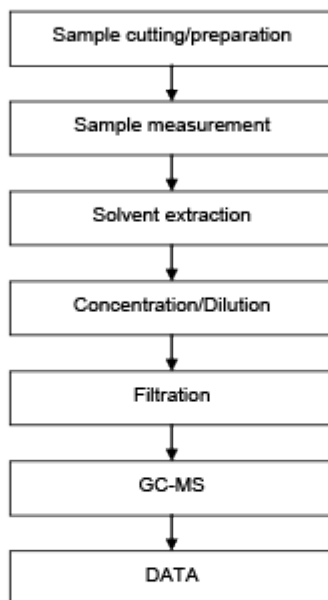 Sample cutting/preparation
Sample measurement
Solvent extraction
Concentration/Dilution
Filtration
GC-MS
DATA